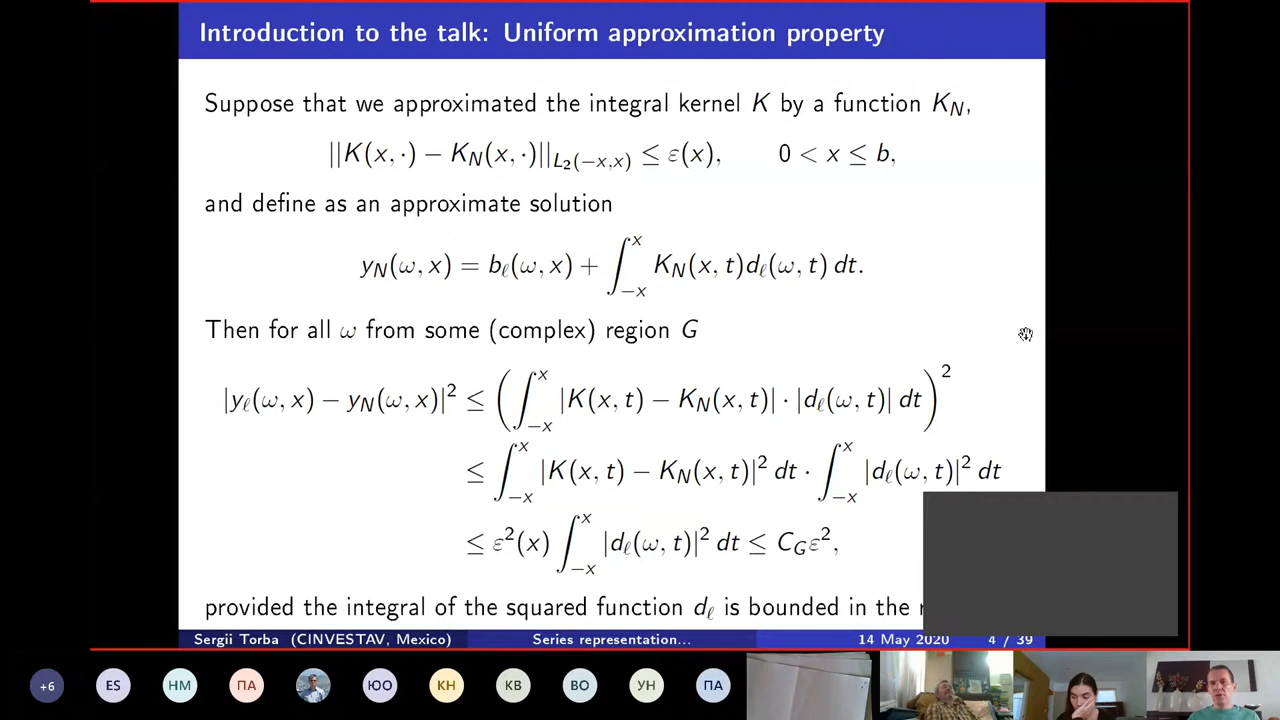 Introduction to the talk: Uniform approximation property
Suppose that we approximated the integral kernel K by a function K_N,
||K(x, ·) − K_N(x, ·)||_{L_2(−x,x)} ≤ ε(x), 0 < x ≤ b,
and define as an approximate solution
y_N(ω, x) = b_ℓ(ω, x) + ∫_{−x}^{x} K_N(x, t)d_ℓ(ω, t) dt.
Then for all ω from some (complex) region G
|y_ℓ(ω, x) − y_N(ω, x)|² ≤ (∫_{−x}^{x} |K(x, t) − K_N(x, t)| · |d_ℓ(ω, t)| dt)²
≤ ∫_{−x}^{x} |K(x, t) − K_N(x, t)|² dt · ∫_{−x}^{x} |d_ℓ(ω, t)|² dt
≤ ε²(x) ∫_{−x}^{x} |d_ℓ(ω, t)|² dt ≤ C_G ε²,
provided the integral of the squared function d_ℓ is bounded in the
Sergii Torba (CINVESTAV, Mexico) Series representation... 14 May 2020 4 / 39
+6 ES НМ ПА ЮО КН КВ ВО УН ПА